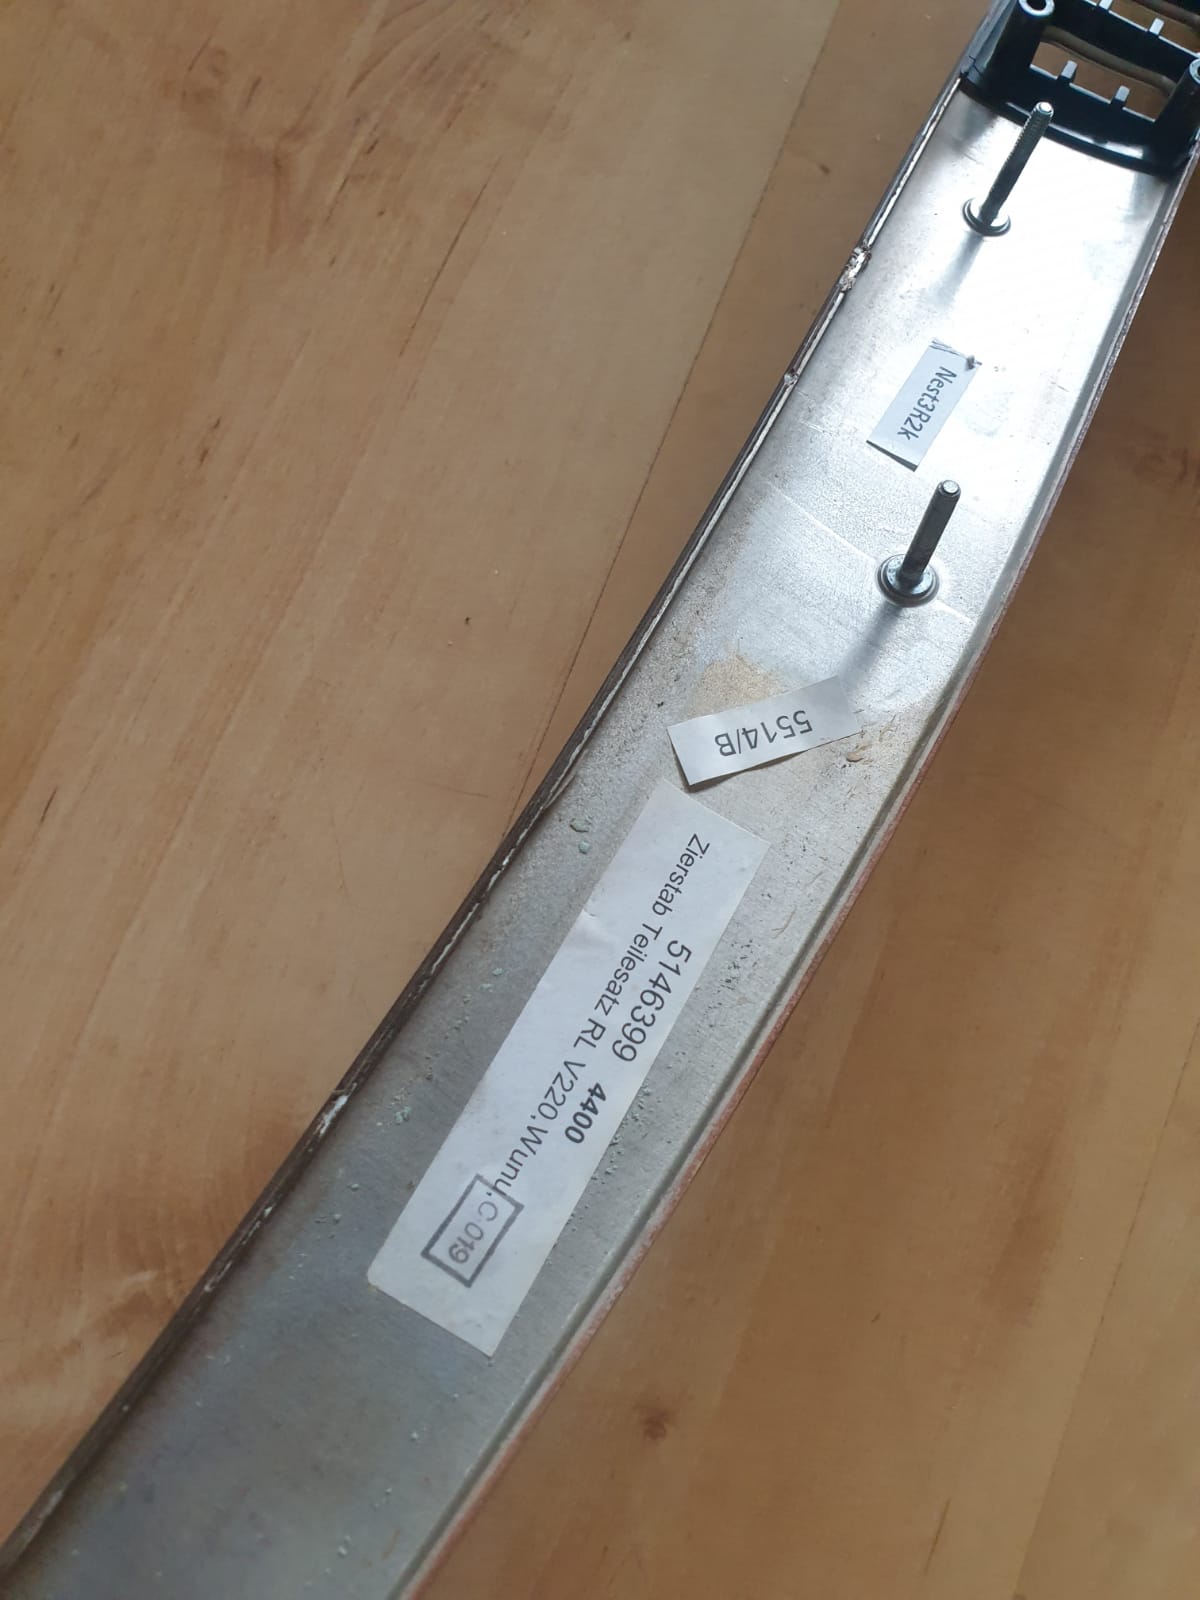 Nest3R2k
5514/B
5146399 4400
Zierstab Teilesatz RL V220,Wunu,C
019